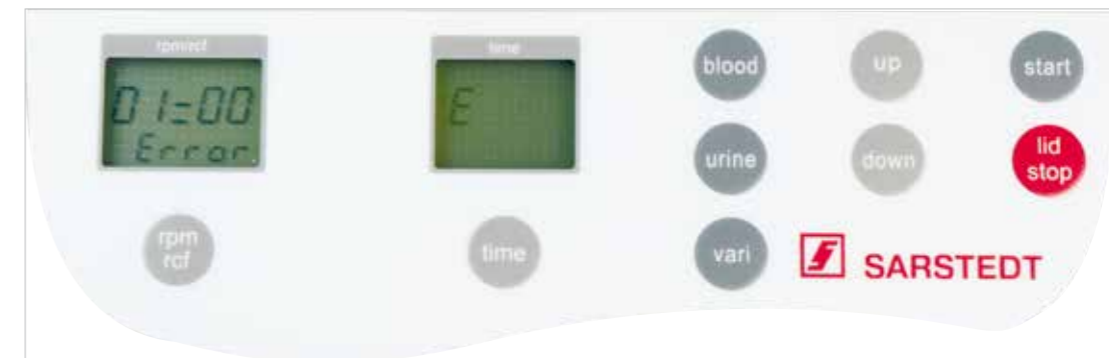 rpm/rcf
01=00
Error
time
E
blood
up
start
urine
down
lid
stop
rpm
rcf
time
vari
SARSTEDT